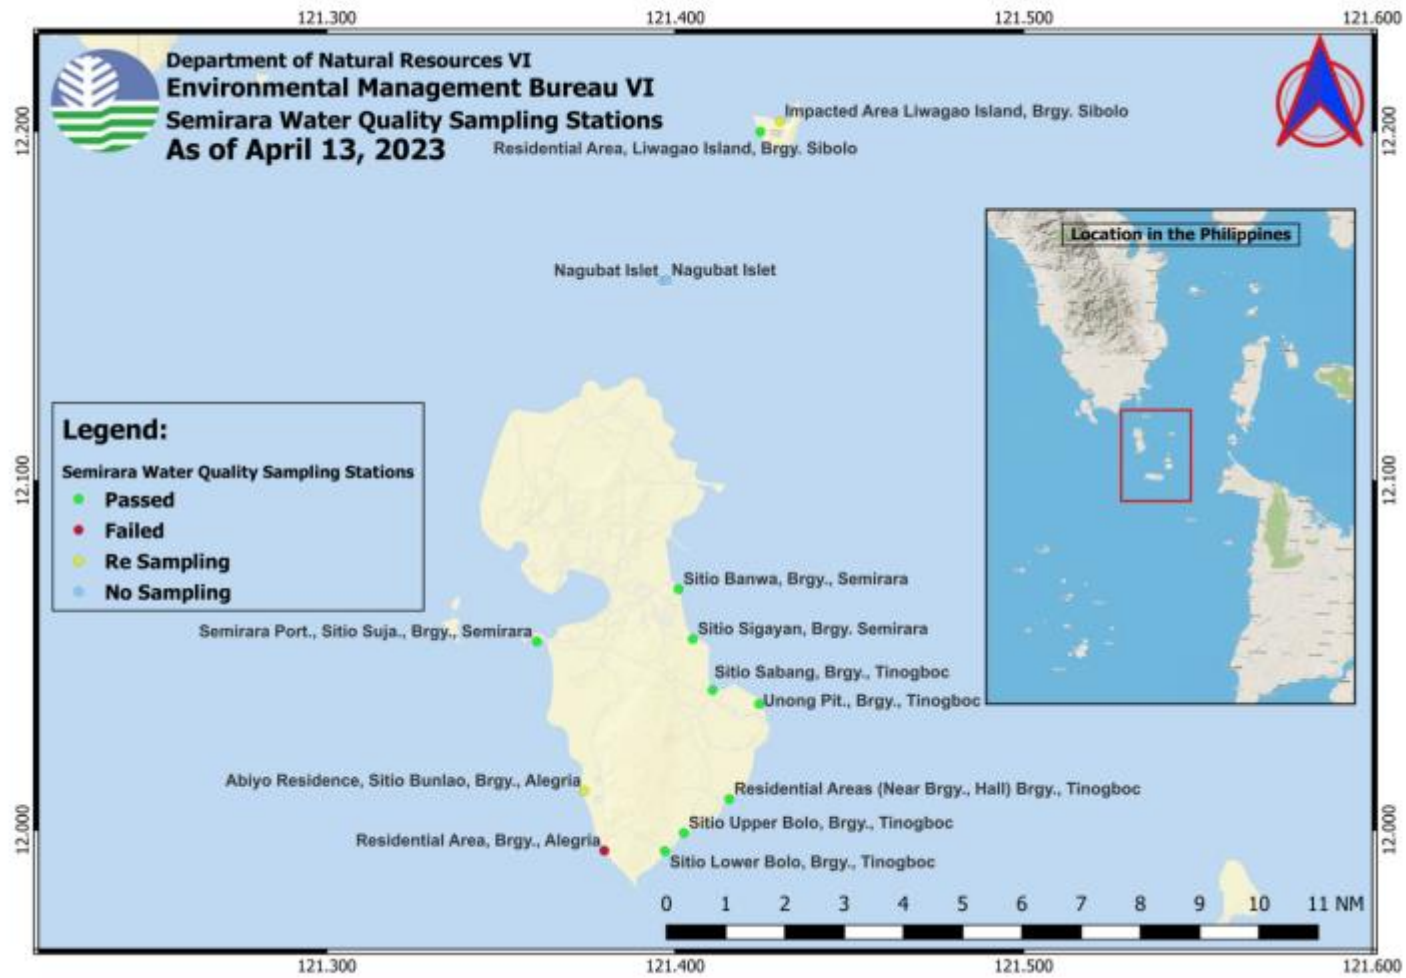 121.300
121.400
121.500
121.600
Department of Natural Resources VI
Environmental Management Bureau VI
Semirara Water Quality Sampling Stations
As of April 13, 2023
12.200
12.200
Impacted Area Liwagao Island, Brgy. Sibolo
Residential Area, Liwagao Island, Brgy. Sibolo
Location in the Philippines
Nagubat Islet
Nagubat Islet
Legend:
Semirara Water Quality Sampling Stations
Passed
Failed
Re Sampling
No Sampling
12.100
12.100
Sitio Banwa, Brgy., Semirara
Semirara Port., Sitio Suja., Brgy., Semirara
Sitio Sigayan, Brgy. Semirara
Sitio Sabang, Brgy., Tinogboc
Unong Pit., Brgy., Tinogboc
Abiyo Residence, Sitio Bunlao, Brgy., Alegria
Residential Areas (Near Brgy., Hall) Brgy., Tinogboc
Sitio Upper Bolo, Brgy., Tinogboc
Residential Area, Brgy., Alegria
Sitio Lower Bolo, Brgy., Tinogboc
12.000
12.000
0 1 2 3 4 5 6 7 8 9 10 11 NM
121.300
121.400
121.500
121.600